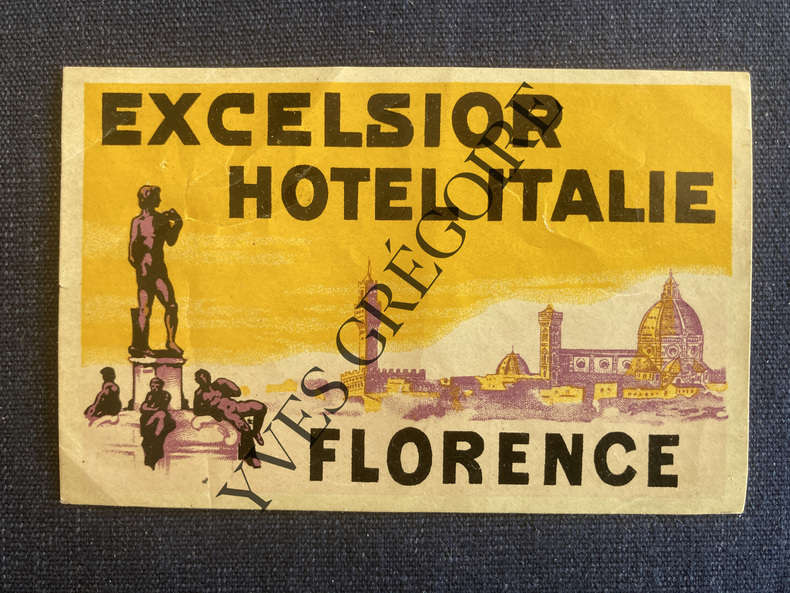 EXCELSIOR
HOTEL ITALIE
FLORENCE
YVES GRÉGOIRE